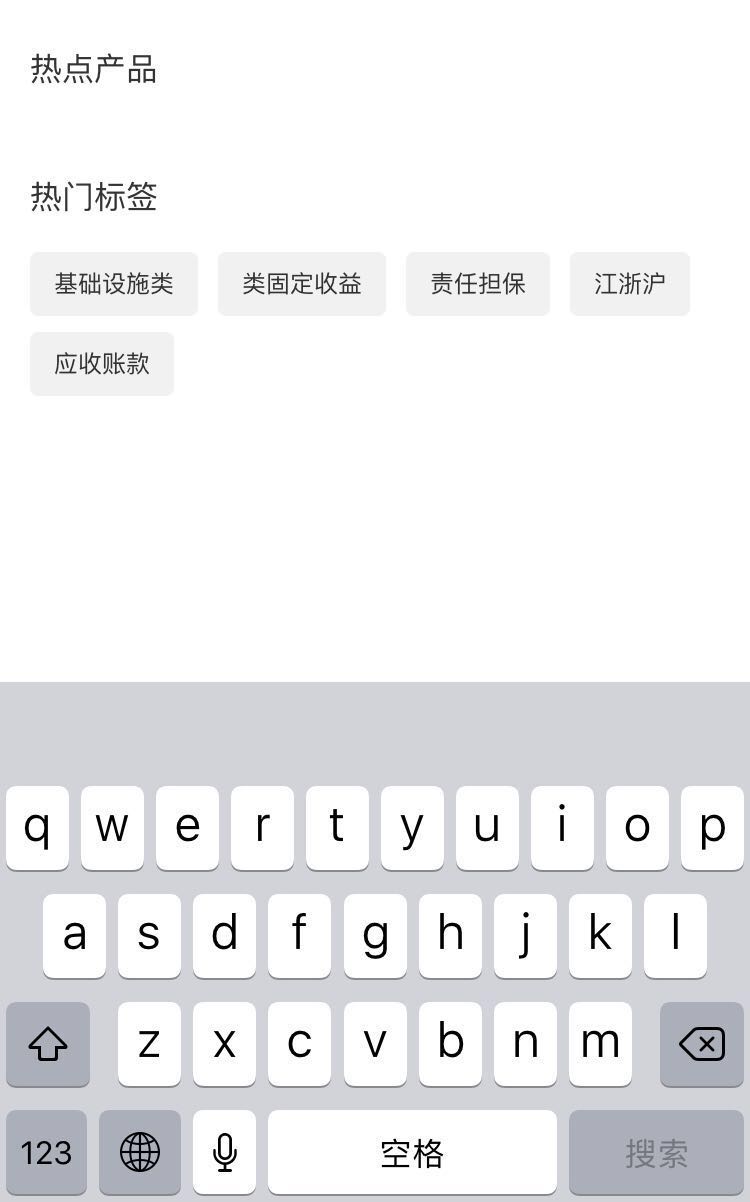 热点产品
热门标签
基础设施类 类固定收益 责任担保 江浙沪
应收账款
q w e r t y u i o p
a s d f g h j k l
z x c v b n m
123 空格 搜索